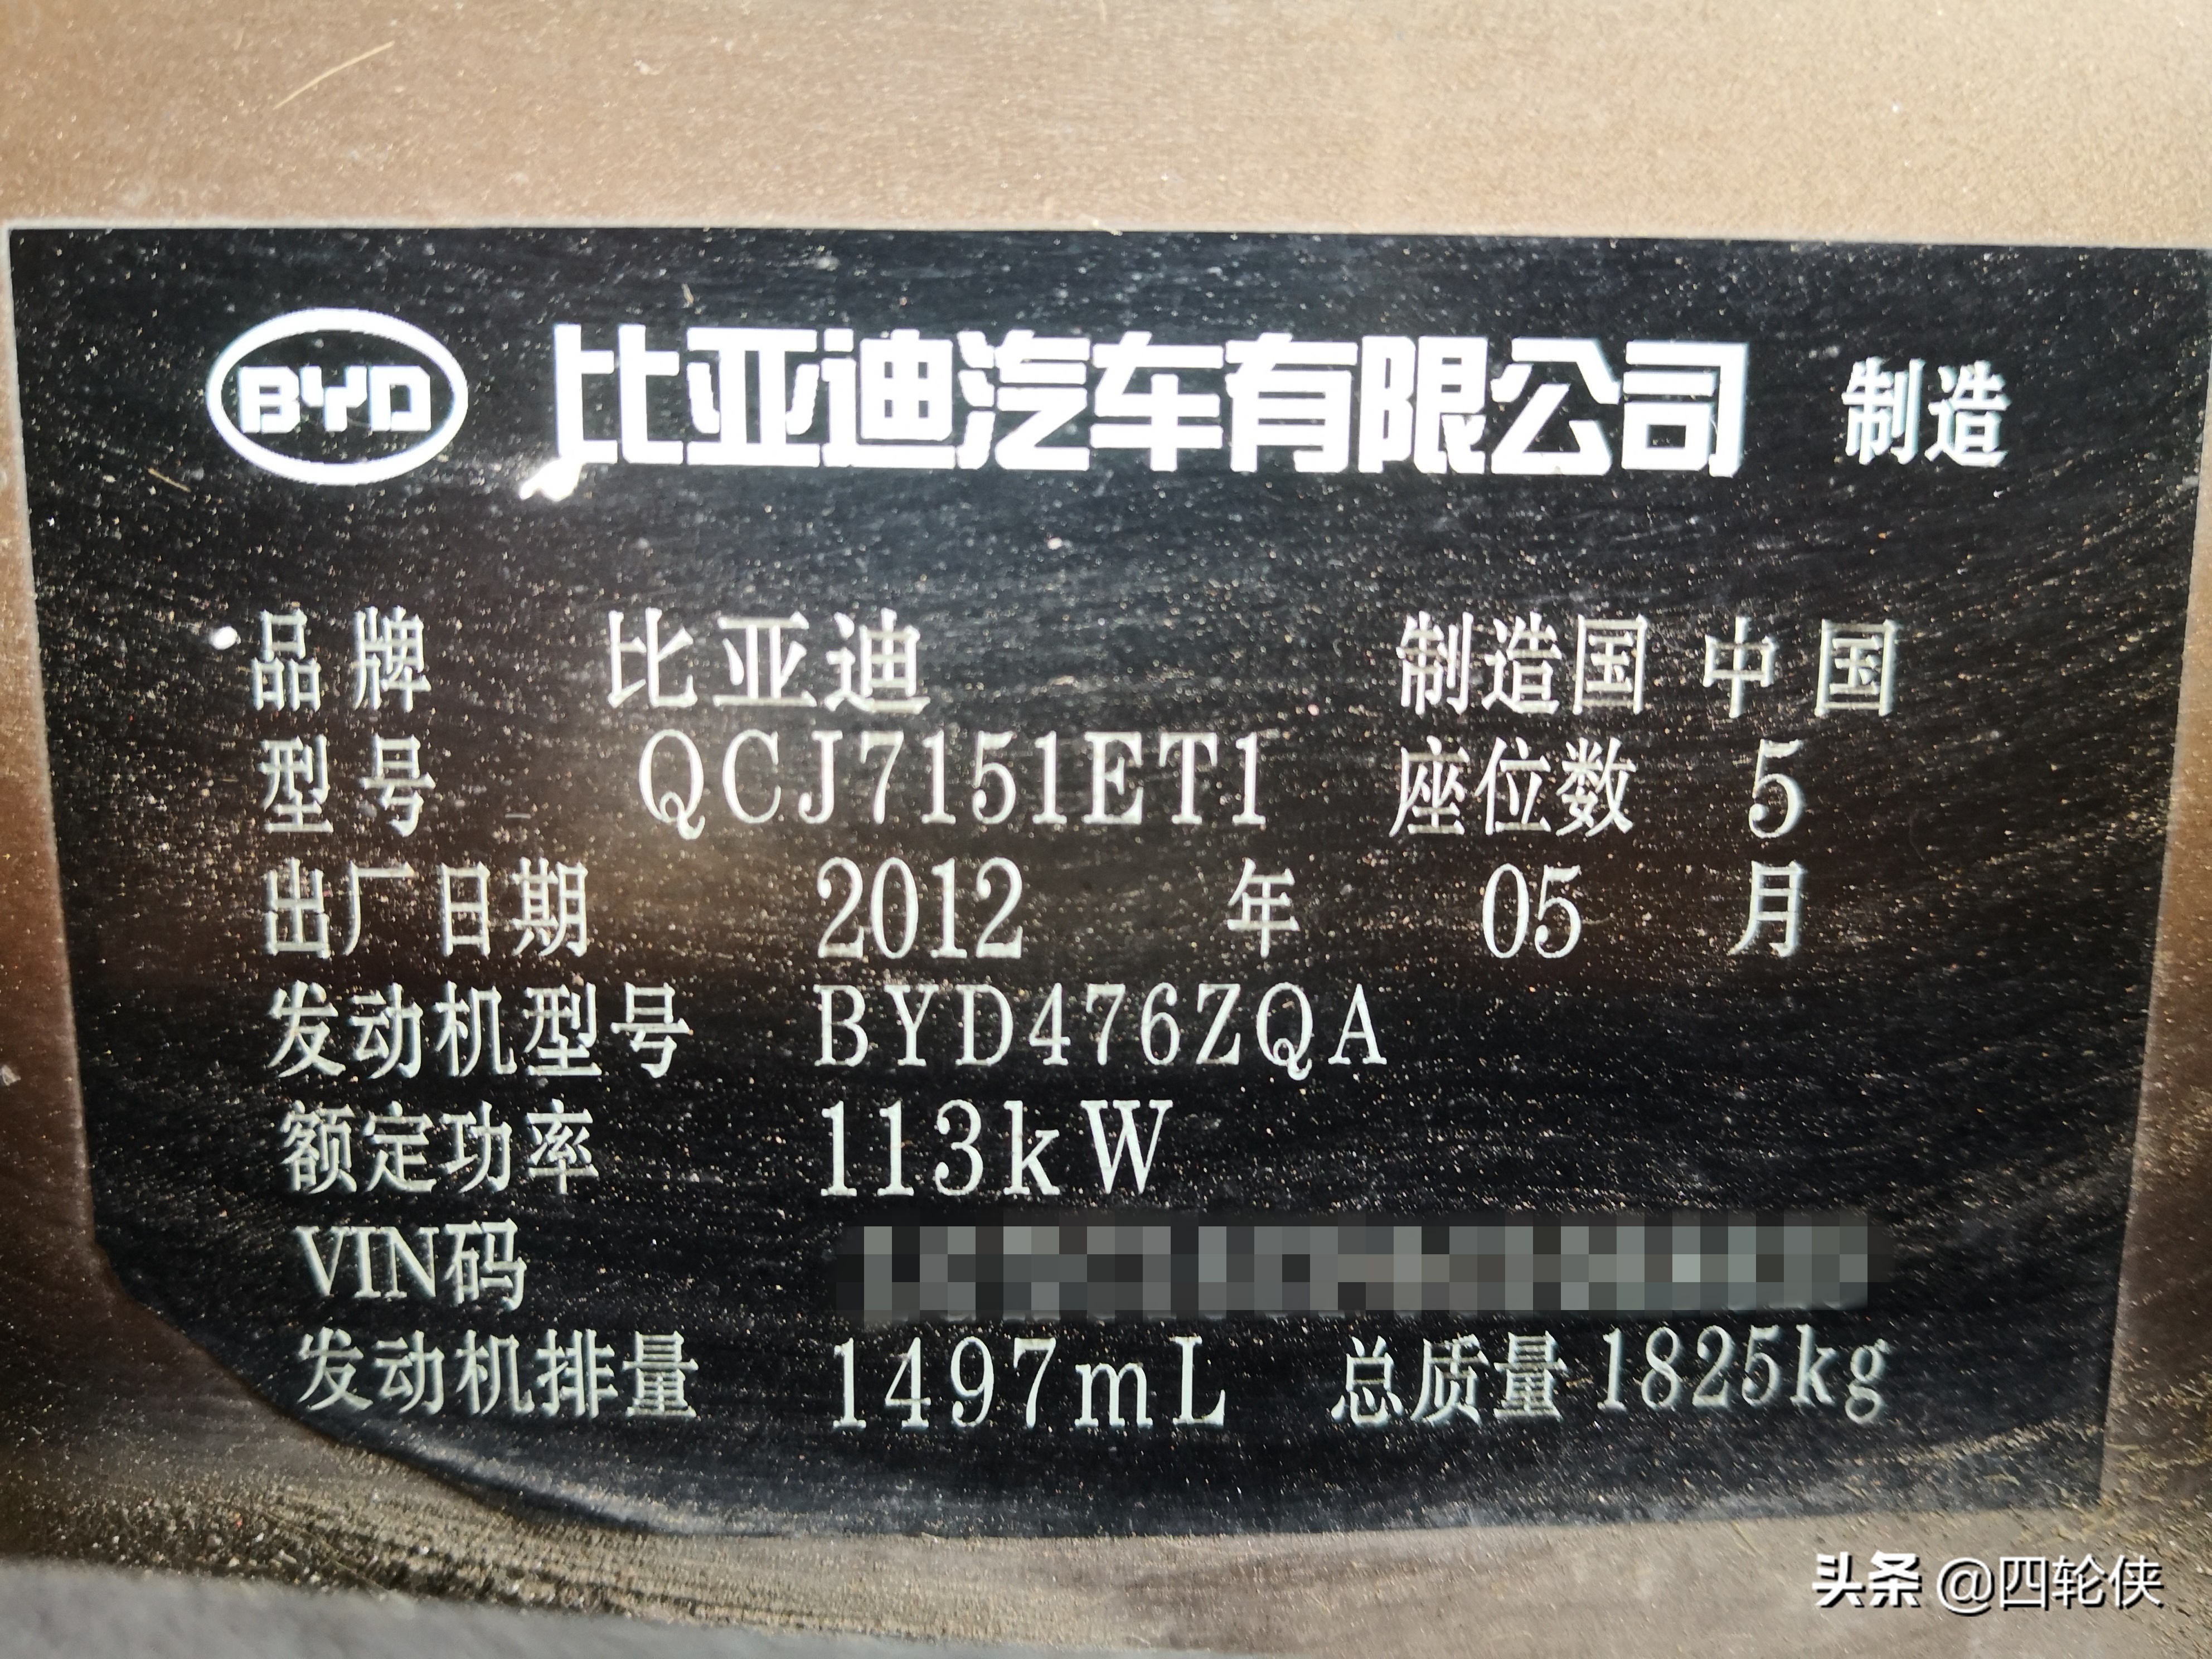 BYD 比亚迪汽车有限公司 制造
品牌 比亚迪 制造国 中国
型号 QCJ7151ET1 座位数 5
出厂日期 2012 年 05 月
发动机型号 BYD476ZQA
额定功率 113kW
VIN码
发动机排量 1497mL 总质量 1825kg
头条 @四轮侠